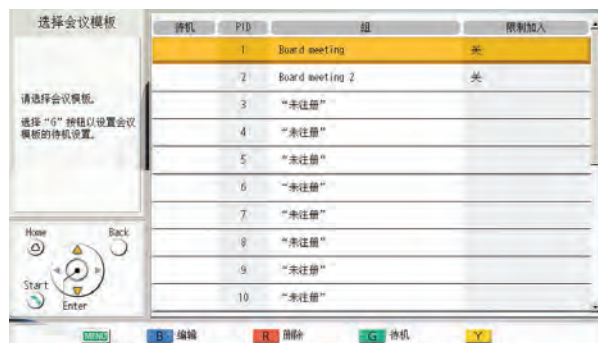 选择会议模板
待机 PID 组 限制加入
1 Board meeting 关
2 Board meeting 2 关
3 “未注册”
4 “未注册”
5 “未注册”
6 “未注册”
7 “未注册”
8 “未注册”
9 “未注册”
10 “未注册”
请选择会议模板。
选择 “G” 按钮以设置会议
模板的待机设置。
Home Back
Start
Enter
MENU B 编辑 R 删除 G 待机 Y